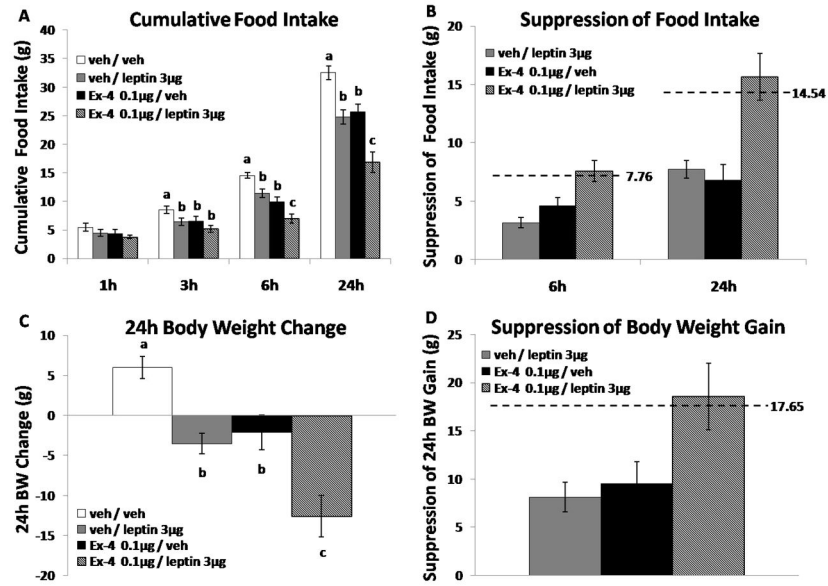 A
Cumulative Food Intake
Cumulative Food Intake (g)
40
35
30
25
20
15
10
5
0
veh / veh
veh / leptin 3µg
Ex-4 0.1µg / veh
Ex-4 0.1µg / leptin 3µg
a
b
b
a
b
b
c
a
b
b
c
1h
3h
6h
24h
B
Suppression of Food Intake
Suppression of Food Intake (g)
20
15
10
5
0
veh / leptin 3µg
Ex-4 0.1µg / veh
Ex-4 0.1µg / leptin 3µg
7.76
14.54
6h
24h
C
24h Body Weight Change
24h BW Change (g)
10
5
0
-5
-10
-15
-20
a
b
b
c
veh / veh
veh / leptin 3µg
Ex-4 0.1µg / veh
Ex-4 0.1µg / leptin 3µg
D
Suppression of Body Weight Gain
Suppression of 24h BW Gain (g)
25
20
15
10
5
0
veh / leptin 3µg
Ex-4 0.1µg / veh
Ex-4 0.1µg / leptin 3µg
17.65